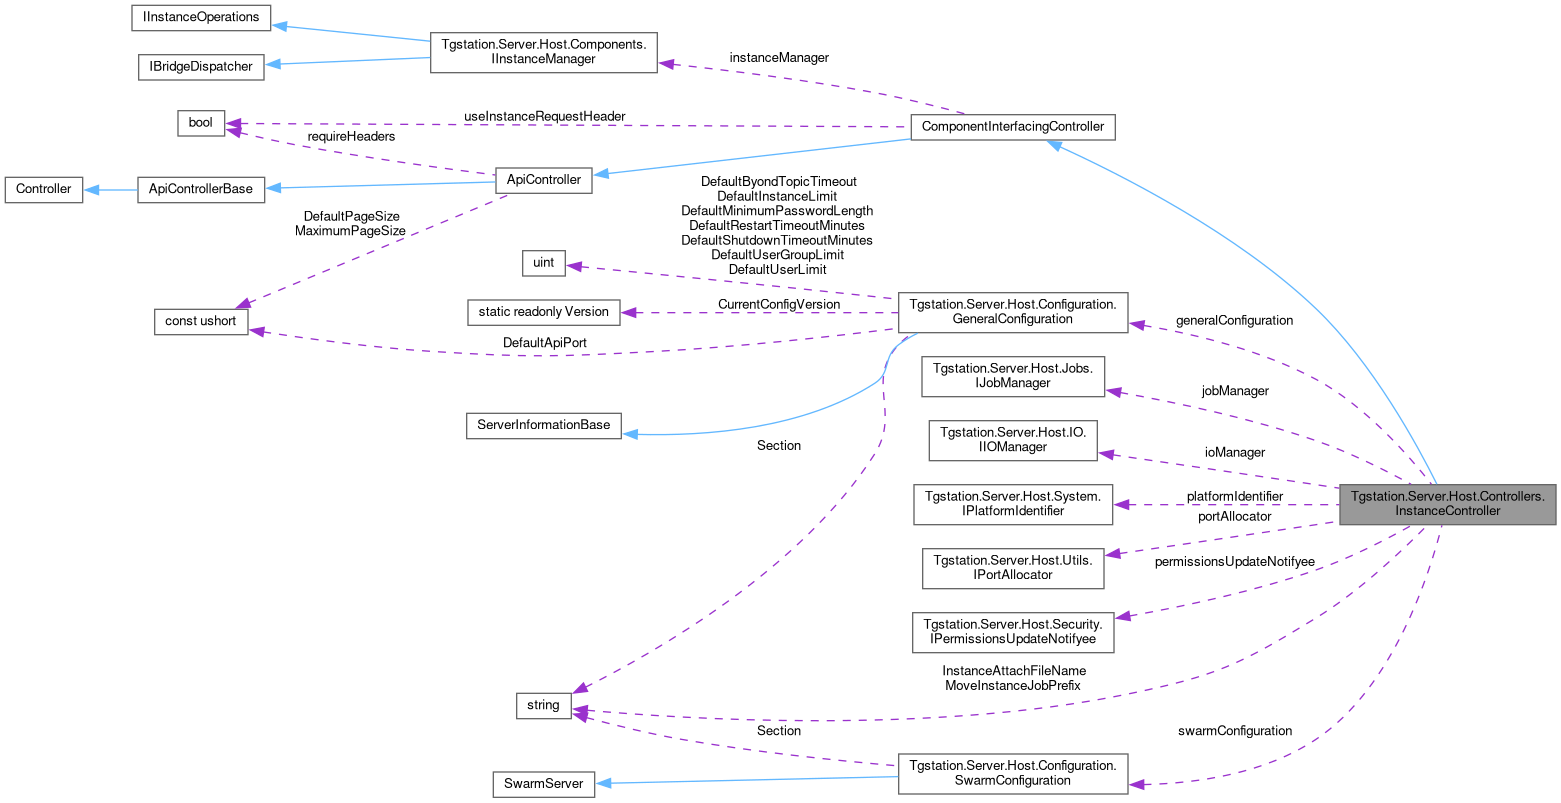 IInstanceOperations
Tgstation.Server.Host.Components.
IInstanceManager
IBridgeDispatcher
instanceManager
bool
useInstanceRequestHeader
requireHeaders
ComponentInterfacingController
Controller
ApiControllerBase
ApiController
DefaultPageSize
MaximumPageSize
DefaultByondTopicTimeout
DefaultInstanceLimit
DefaultMinimumPasswordLength
DefaultRestartTimeoutMinutes
DefaultShutdownTimeoutMinutes
DefaultUserGroupLimit
DefaultUserLimit
uint
static readonly Version
CurrentConfigVersion
Tgstation.Server.Host.Configuration.
GeneralConfiguration
generalConfiguration
const ushort
DefaultApiPort
Tgstation.Server.Host.Jobs.
IJobManager
jobManager
ServerInformationBase
Section
Tgstation.Server.Host.IO.
IIOManager
ioManager
Tgstation.Server.Host.System.
IPlatformIdentifier
platformIdentifier
Tgstation.Server.Host.Controllers.
InstanceController
portAllocator
Tgstation.Server.Host.Utils.
IPortAllocator
permissionsUpdateNotifyee
Tgstation.Server.Host.Security.
IPermissionsUpdateNotifyee
InstanceAttachFileName
MoveInstanceJobPrefix
string
Section
swarmConfiguration
Tgstation.Server.Host.Configuration.
SwarmConfiguration
SwarmServer